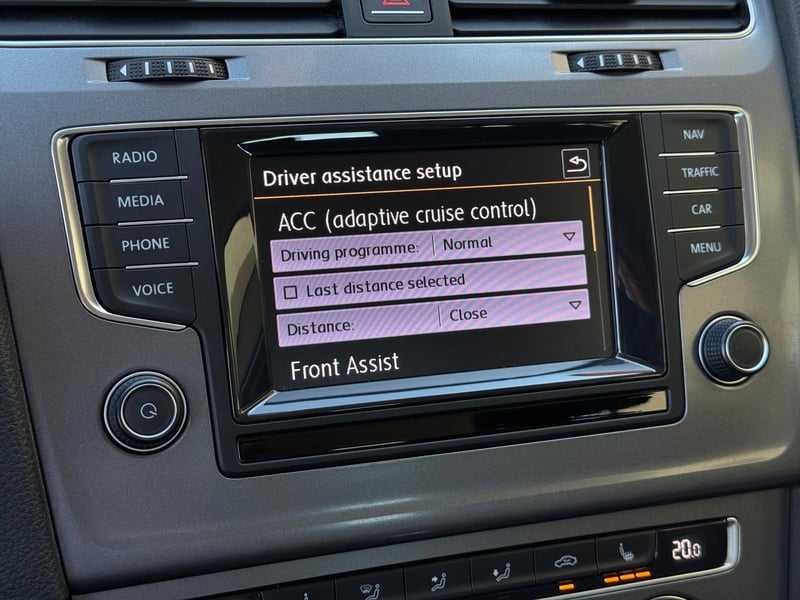 RADIO
MEDIA
PHONE
VOICE
Driver assistance setup
ACC (adaptive cruise control)
Driving programme: Normal
Last distance selected
Distance: Close
Front Assist
NAV
TRAFFIC
CAR
MENU
20.0